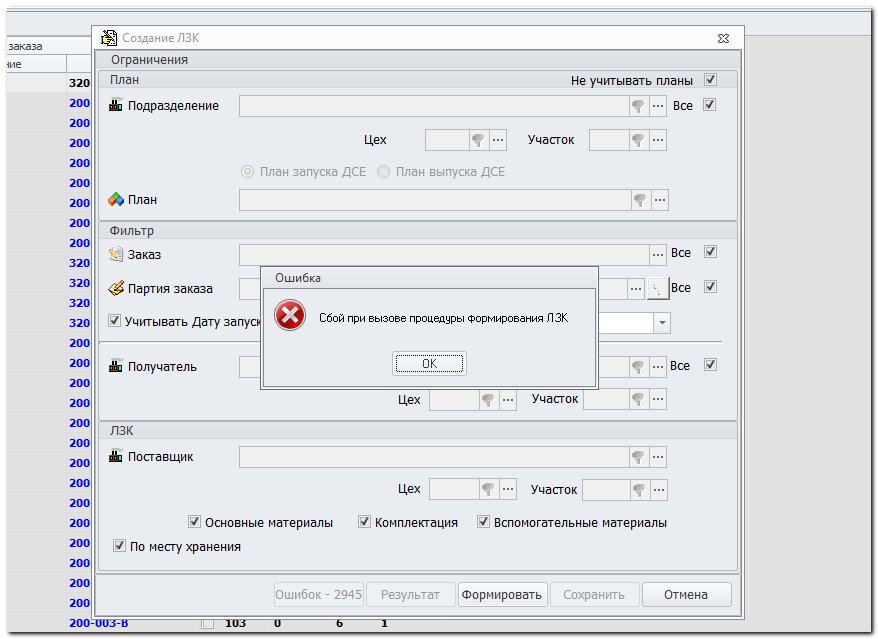 Создание ЛЗК
заказа
Ограничения
ние
План Не учитывать планы
320
200 Подразделение ... Все
200
200 Цех ... Участок ...
200
200 План запуска ДСЕ План выпуска ДСЕ
200 План ...
200
200 Фильтр
200 Заказ ... Все
320
320 Партия заказа ... Все
320
320 Учитывать Дату запуск
Ошибка
Сбой при вызове процедуры формирования ЛЗК
OK
200
200 Получатель ... Все
200
200 Цех ... Участок ...
200
200 ЛЗК
200 Поставщик ...
200
200 Цех ... Участок ...
200
200 Основные материалы Комплектация Вспомогательные материалы
200 По месту хранения
200
200
200 Ошибок - 2945 Результат Формировать Сохранить Отмена
200-003-В 103 0 6 1